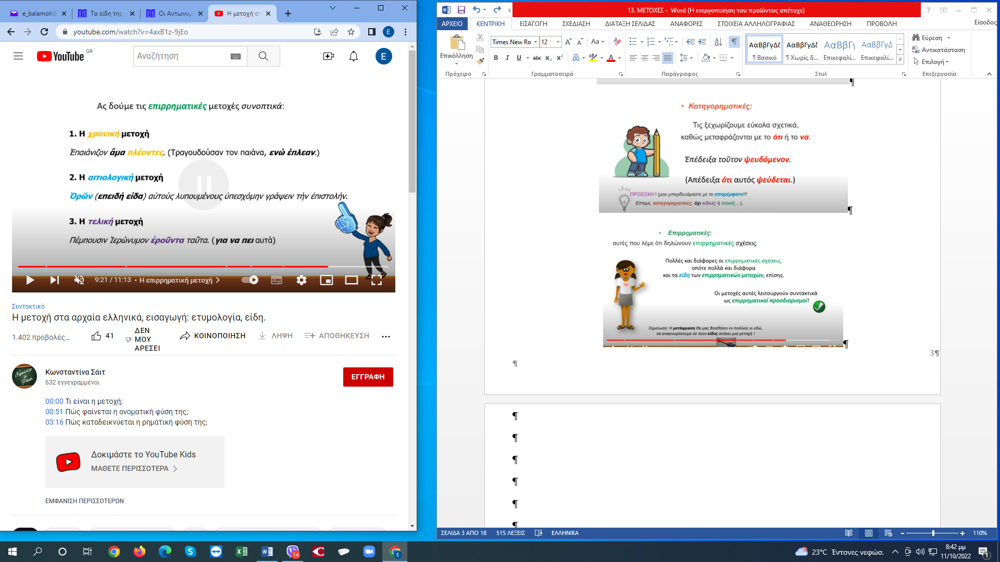 e_balamoti@
Τα είδη της
Οι Αντωνυμ
Η μετοχή στ
youtube.com/watch?v=4axB1z-9jEo
E
YouTube GR
Αναζήτηση
E
Ας δούμε τις επιρρηματικές μετοχές συνοπτικά:
1. Η χρονική μετοχή
Ἐπαιάνιζον ἅμα πλέοντες. (Τραγουδούσαν τον παιάνα, ενώ έπλεαν.)
2. Η αιτιολογική μετοχή
Ὁρῶν (επειδή είδα) αὐτοὺς λυπουμένους ὑπεσχόμην γράψειν τὴν ἐπιστολήν.
3. Η τελική μετοχή
Πέμπουσιν Ἱερώνυμον ἐροῦντα ταῦτα. (για να πει αυτά)
9:21 / 11:13 • Η επιρρηματική μετοχή
Συντακτικό
Η μετοχή στα αρχαία ελληνικά, εισαγωγή: ετυμολογία, είδη.
1.402 προβολές...
41
ΔΕΝ ΜΟΥ ΑΡΕΣΕΙ
ΚΟΙΝΟΠΟΙΗΣΗ
ΛΗΨΗ
ΑΠΟΘΗΚΕΥΣΗ
Knowledge is Power
Κωνσταντίνα Σάιτ
632 εγγεγραμμένοι
ΕΓΓΡΑΦΗ
00:00 Τι είναι η μετοχή;
00:51 Πώς φαίνεται η ονοματική φύση της;
03:16 Πώς καταδεικνύεται η ρηματική φύση της;
Δοκιμάστε το YouTube Kids
ΜΑΘΕΤΕ ΠΕΡΙΣΣΟΤΕΡΑ
ΕΜΦΑΝΙΣΗ ΠΕΡΙΣΣΟΤΕΡΩΝ
13. ΜΕΤΟΧΕΣ - Word (Η ενεργοποίηση του προϊόντος απέτυχε)
ΑΡΧΕΙΟ ΚΕΝΤΡΙΚΗ ΕΙΣΑΓΩΓΗ ΣΧΕΔΙΑΣΗ ΔΙΑΤΑΞΗ ΣΕΛΙΔΑΣ ΑΝΑΦΟΡΕΣ ΣΤΟΙΧΕΙΑ ΑΛΛΗΛΟΓΡΑΦΙΑΣ ΑΝΑΘΕΩΡΗΣΗ ΠΡΟΒΟΛΗ Είσοδος
Επικόλληση
Times New Ro 12
ΑαΒβΓγΔδ ΑαΒβΓγΔδ ΑαΒβΓγ ΑαΒβΓγΔ
¶ Βασικό ¶ Χωρίς δ... Επικεφαλί... Επικεφαλί...
Εύρεση
Αντικατάσταση
Επιλογή
Πρόχειρο Γραμματοσειρά Παράγραφος Στυλ Επεξεργασία
• Κατηγορηματικές:
Τις ξεχωρίζουμε εύκολα σχετικά,
καθώς μεταφράζονται με το ότι ή το να.
Ἐπέδειξα τοῦτον ψευδόμενον.
(Απέδειξα ότι αυτός ψεύδεται.)
idea
ΠΡΟΣΟΧΗ ! (μην μπερδευόμαστε με το απαρέμφατο!!!
Είπαμε, κατηγορηματικές, όχι ειδικές ή τελικές...).
• Επιρρηματικές:
αυτές που λέμε ότι δηλώνουν επιρρηματικές σχέσεις.
Πολλές και διάφορες οι επιρρηματικές σχέσεις,
οπότε πολλά και διάφορα
και τα είδη των επιρρηματικών μετοχών, επίσης.
Οι μετοχές αυτές λειτουργούν συντακτικά
ως επιρρηματικοί προσδιορισμοί!
Σημείωση: Η μετάφραση θα μας βοηθήσει εν πολλοίς κι εδώ,
να αναγνωρίσουμε σε ποιο είδος ανήκει μια μετοχή !
3¶
ΣΕΛΙΔΑ 3 ΑΠΟ 18 515 ΛΕΞΕΙΣ ΕΛΛΗΝΙΚΑ 110%
14
23°C Έντονες νεφώσ.
8:42 μμ
11/10/2022
1